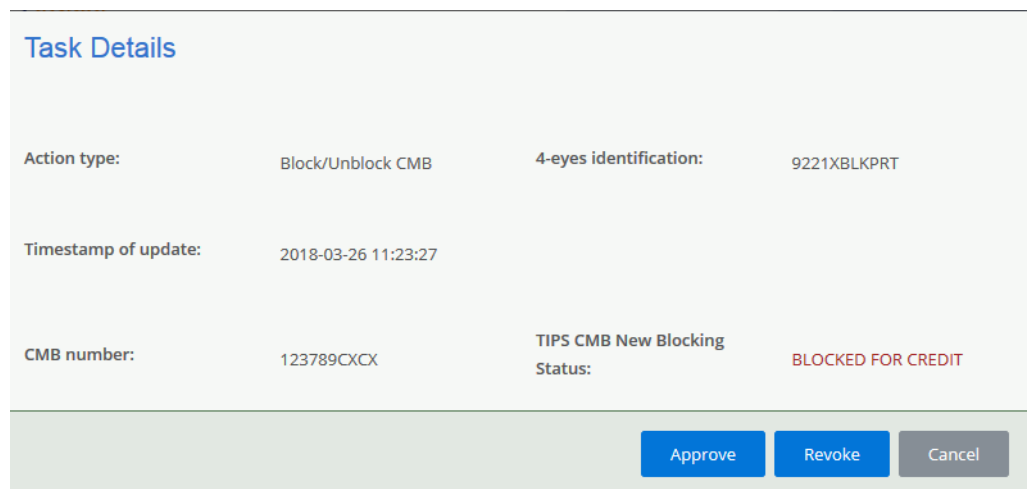 Task Details
Action type: Block/Unblock CMB 4-eyes identification: 9221XBLKPRT
Timestamp of update: 2018-03-26 11:23:27
CMB number: 123789CXCX TIPS CMB New Blocking
Status: BLOCKED FOR CREDIT
Approve Revoke Cancel